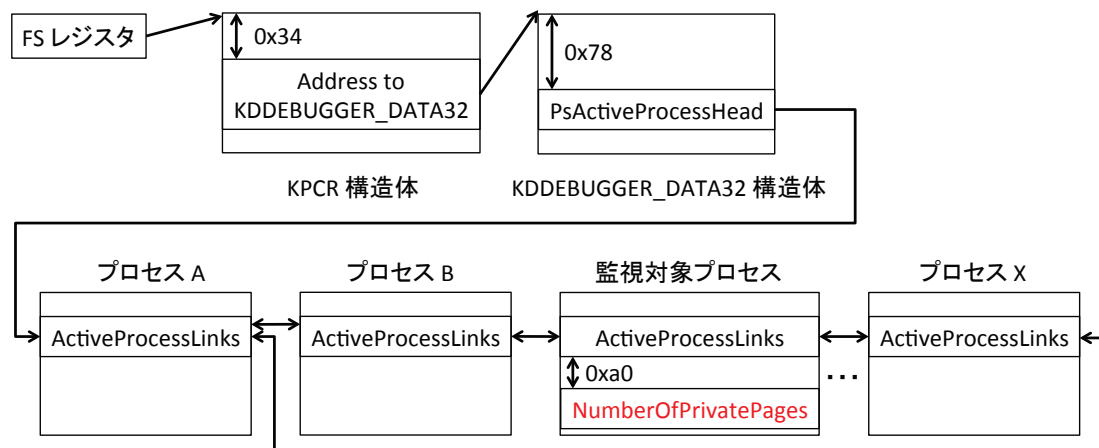 FS レジスタ
0x34
Address to
KDDEBUGGER_DATA32
0x78
PsActiveProcessHead
KPCR 構造体
KDDEBUGGER_DATA32 構造体
プロセス A
プロセス B
監視対象プロセス
プロセス X
ActiveProcessLinks
ActiveProcessLinks
ActiveProcessLinks
ActiveProcessLinks
0xa0
...
NumberOfPrivatePages